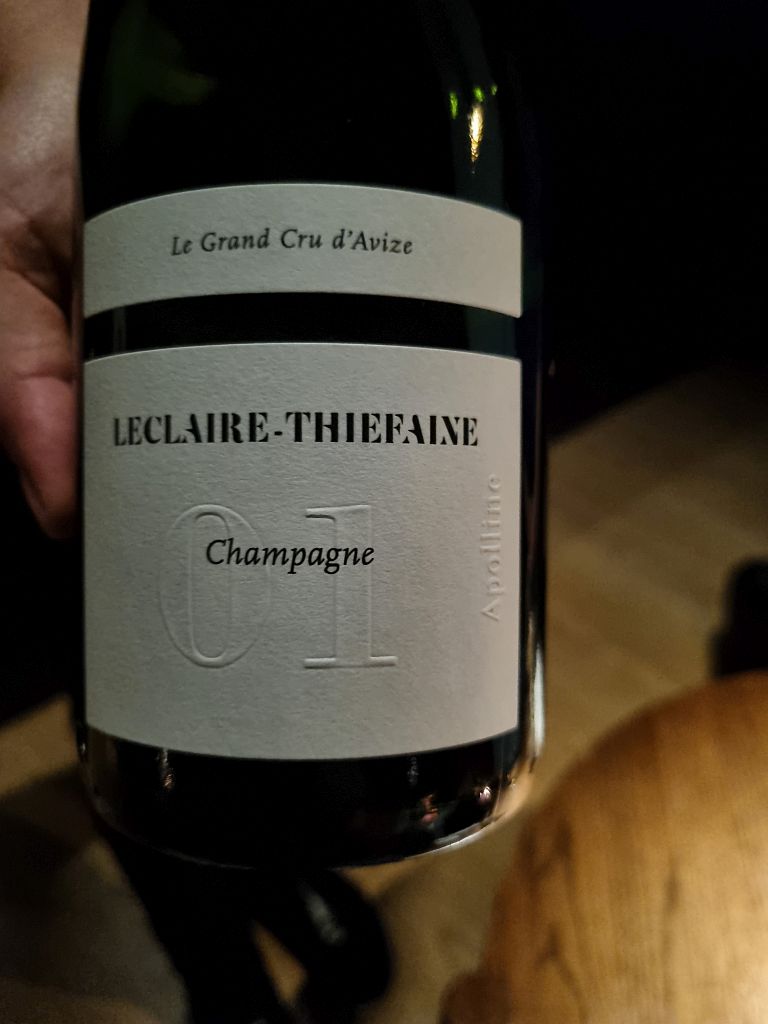 Le Grand Cru d'Avize
LECLAIRE-THIEFAINE
01
Champagne
Apolline